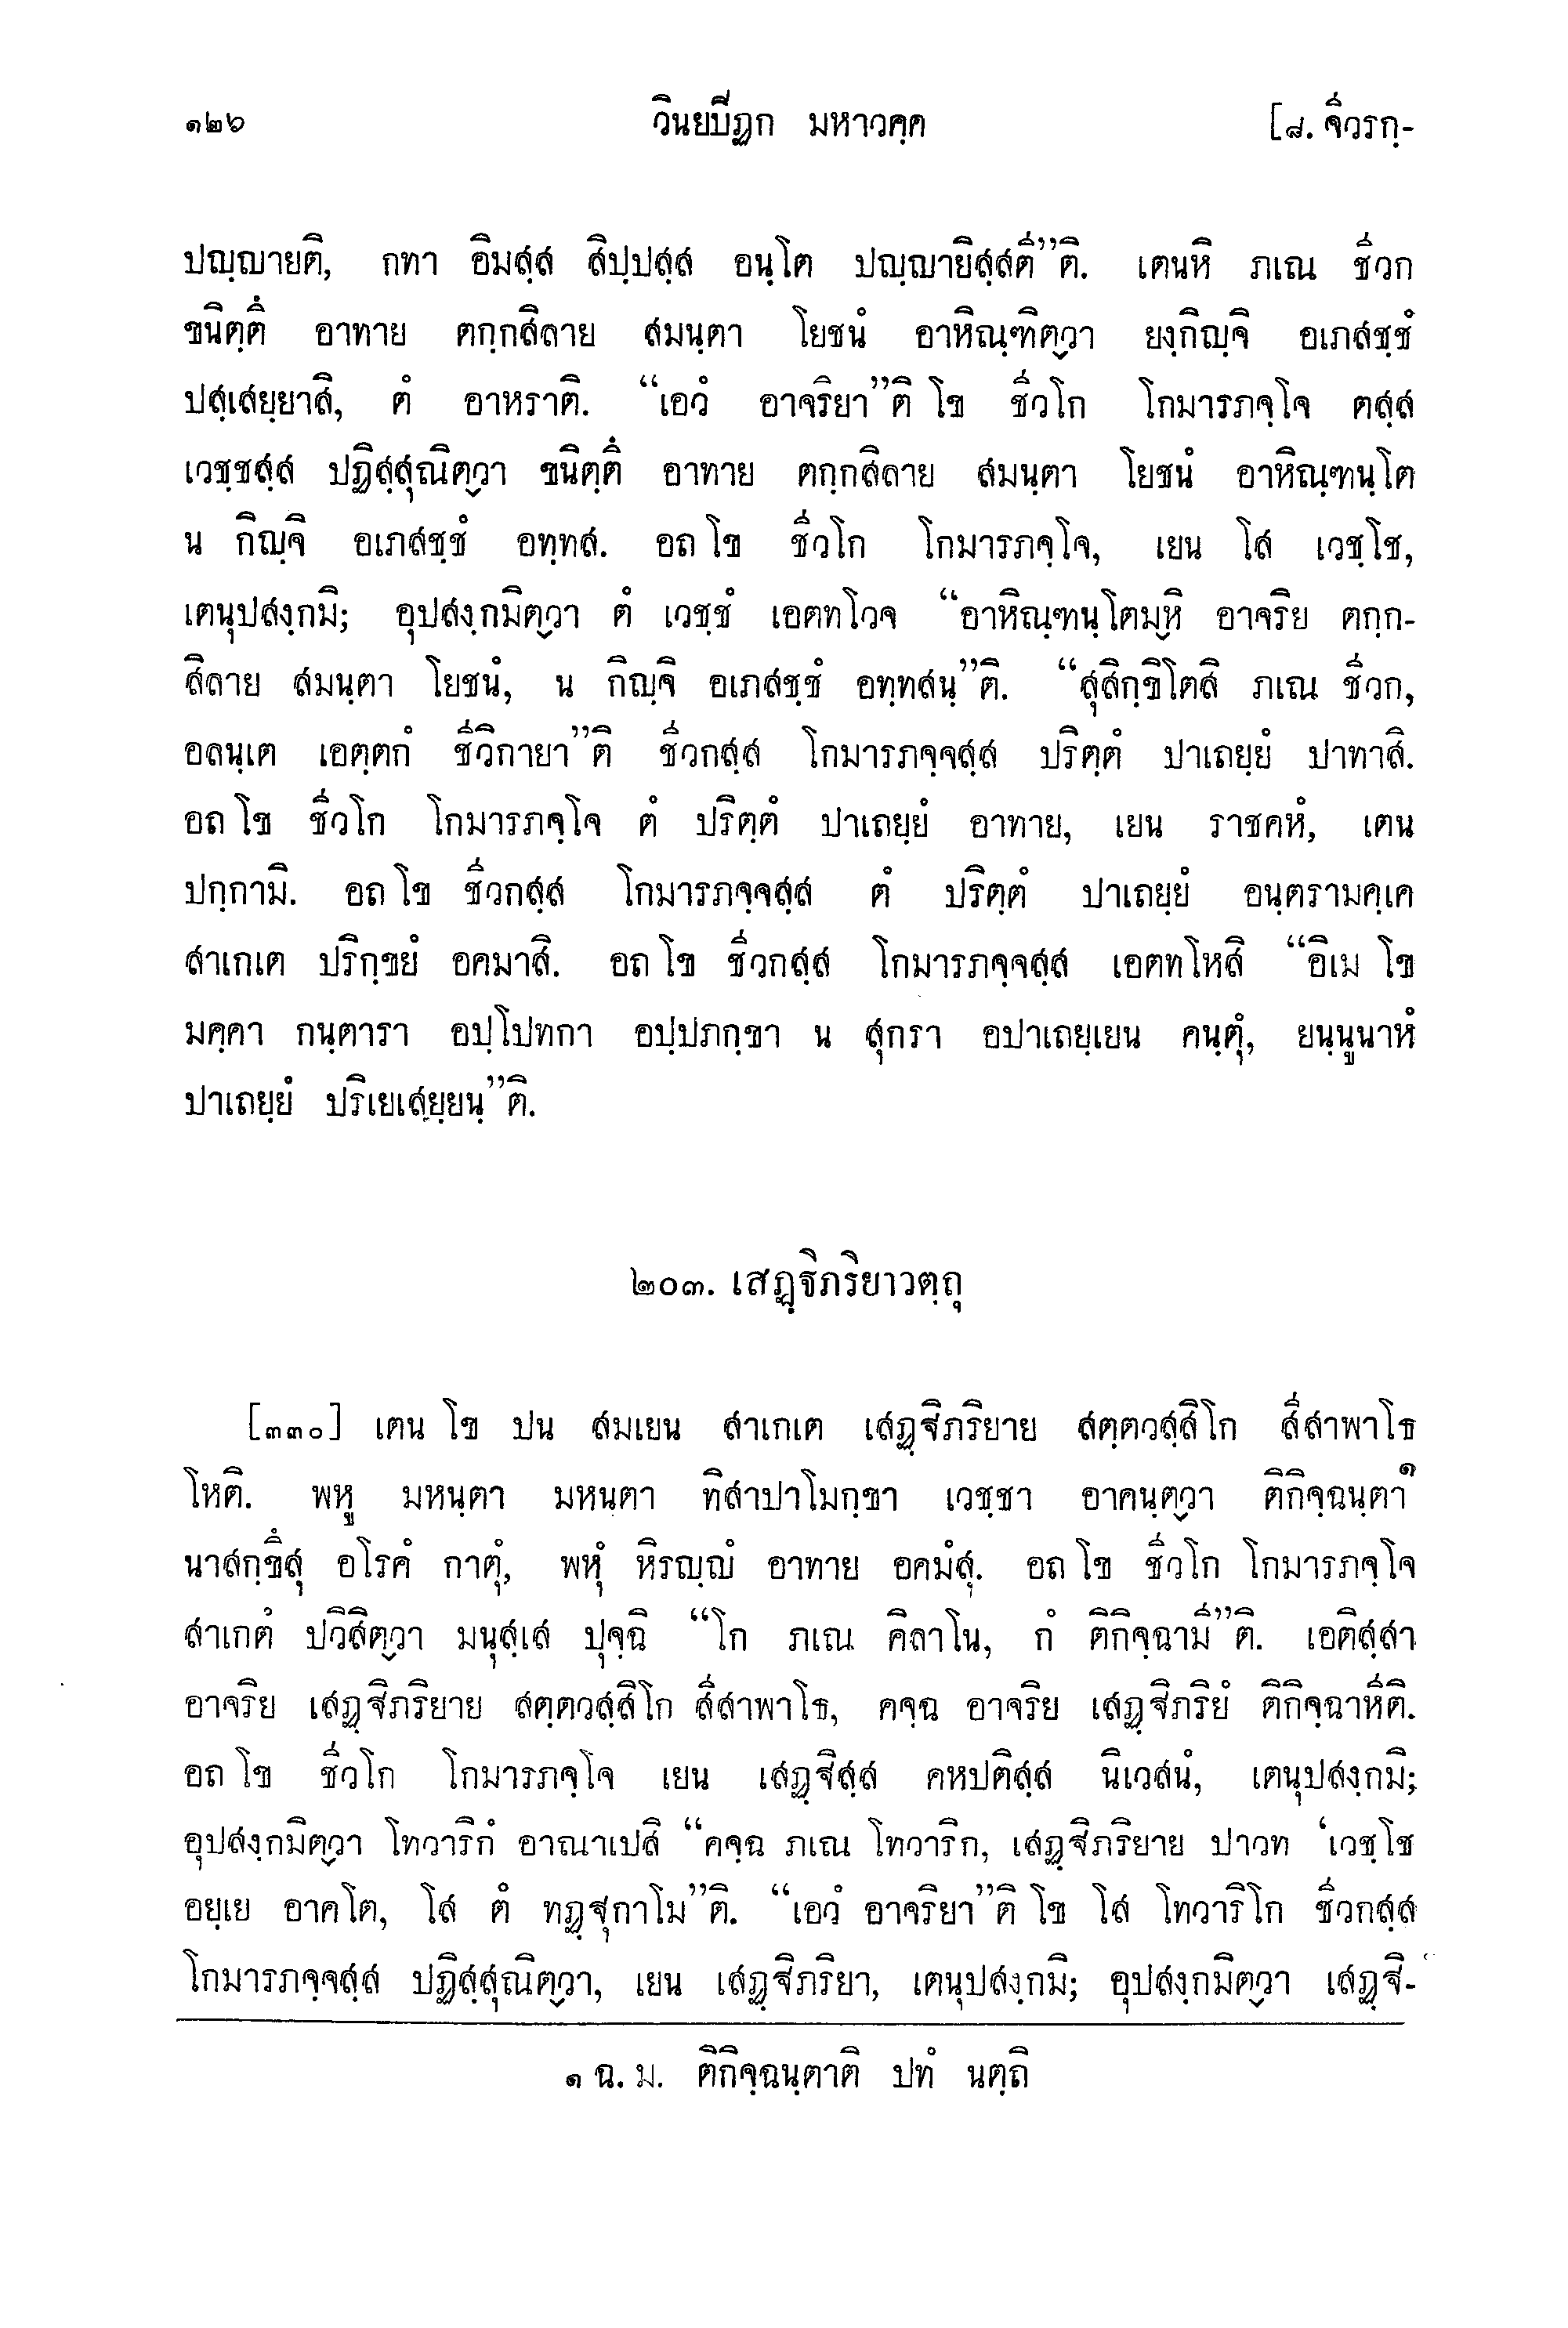 ๑๒๖ วินยปิฏก มหาวคฺค [๘. จีวรกฺ-
ปญฺญายติ, กทา อิมสฺส สิปฺปสฺส อนฺโต ปญฺญายิสฺสตี”ติ. เตนหิ ภเณ ชีวก
ขนิตฺตึ อาทาย ตกฺกสิลาย สมนฺตา โยชนํ อาหิณฺฑิตฺวา ยงฺกิญฺจิ อเภสชฺชํ
ปสฺเสยฺยาสิ, ตํ อาหราติ. “เอวํ อาจริยา”ติ โข ชีวโก โกมารภจฺโจ ตสฺส
เวชฺชสฺส ปฏิสฺสุณิตฺวา ขนิตฺตึ อาทาย ตกฺกสิลาย สมนฺตา โยชนํ อาหิณฺฑนฺโต
น กิญฺจิ อเภสชฺชํ อทฺทส. อถ โข ชีวโก โกมารภจฺโจ, เยน โส เวชฺโช,
เตนุปสงฺกมิ; อุปสงฺกมิตฺวา ตํ เวชฺชํ เอตทโวจ “อาหิณฺฑนฺโตมฺหิ อาจริย ตกฺก-
สิลาย สมนฺตา โยชนํ, น กิญฺจิ อเภสชฺชํ อทฺทสนฺ”ติ. “สุสิกฺขิโตสิ ภเณ ชีวก,
อลนฺเต เอตฺตกํ ชีวิกายา”ติ ชีวกสฺส โกมารภจฺจสฺส ปริตฺตํ ปาเถยฺยํ ปาทาสิ.
อถ โข ชีวโก โกมารภจฺโจ ตํ ปริตฺตํ ปาเถยฺยํ อาทาย, เยน ราชคหํ, เตน
ปกฺกามิ. อถ โข ชีวกสฺส โกมารภจฺจสฺส ตํ ปริตฺตํ ปาเถยฺยํ อนฺตรามคฺเค
สาเกเต ปริกฺขยํ อคมาสิ. อถ โข ชีวกสฺส โกมารภจฺจสฺส เอตทโหสิ “อิเม โข
มคฺคา กนฺตารา อปฺโปทกา อปฺปภกฺขา น สุกรา อปาเถยฺเยน คนฺตุํ, ยนฺนูนาหํ
ปาเถยฺยํ ปริเยเสยฺยนฺ”ติ.
๒๐๓. เสฏฺฐิภริยาวตฺถุ
[๓๓๐] เตน โข ปน สมเยน สาเกเต เสฏฺฐิภริยาย สตฺตวสฺสิโก สีสาพาโธ
โหติ. พหู มหนฺตา มหนฺตา ทิสาปาโมกฺขา เวชฺชา อาคนฺตฺวา ติกิจฺฉนฺตา๑
นาสกฺขึสุ อโรคํ กาตุํ, พหุํ หิรญฺญํ อาทาย อคมํสุ. อถ โข ชีวโก โกมารภจฺโจ
สาเกตํ ปวิสิตฺวา มนุสฺเส ปุจฺฉิ “โก ภเณ คิลาโน, กํ ติกิจฺฉามี”ติ. เอติสฺสา
อาจริย เสฏฺฐิภริยาย สตฺตวสฺสิโก สีสาพาโธ, คจฺฉ อาจริย เสฏฺฐิภริยํ ติกิจฺฉาหีติ.
อถ โข ชีวโก โกมารภจฺโจ เยน เสฏฺฐิสฺส คหปติสฺส นิเวสนํ, เตนุปสงฺกมิ;
อุปสงฺกมิตฺวา โทวาริกํ อาณาเปสิ “คจฺฉ ภเณ โทวาริก, เสฏฺฐิภริยาย ปาวท ‘เวชฺโช
อยฺเย อาคโต, โส ตํ ทฏฺฐุกาโม”ติ. “เอวํ อาจริยา”ติ โข โส โทวาริโก ชีวกสฺส
โกมารภจฺจสฺส ปฏิสฺสุณิตฺวา, เยน เสฏฺฐิภริยา, เตนุปสงฺกมิ; อุปสงฺกมิตฺวา เสฏฺฐิ-
๑ ฉ. ม. ติกิจฺฉนฺตาติ ปทํ นตฺถิ